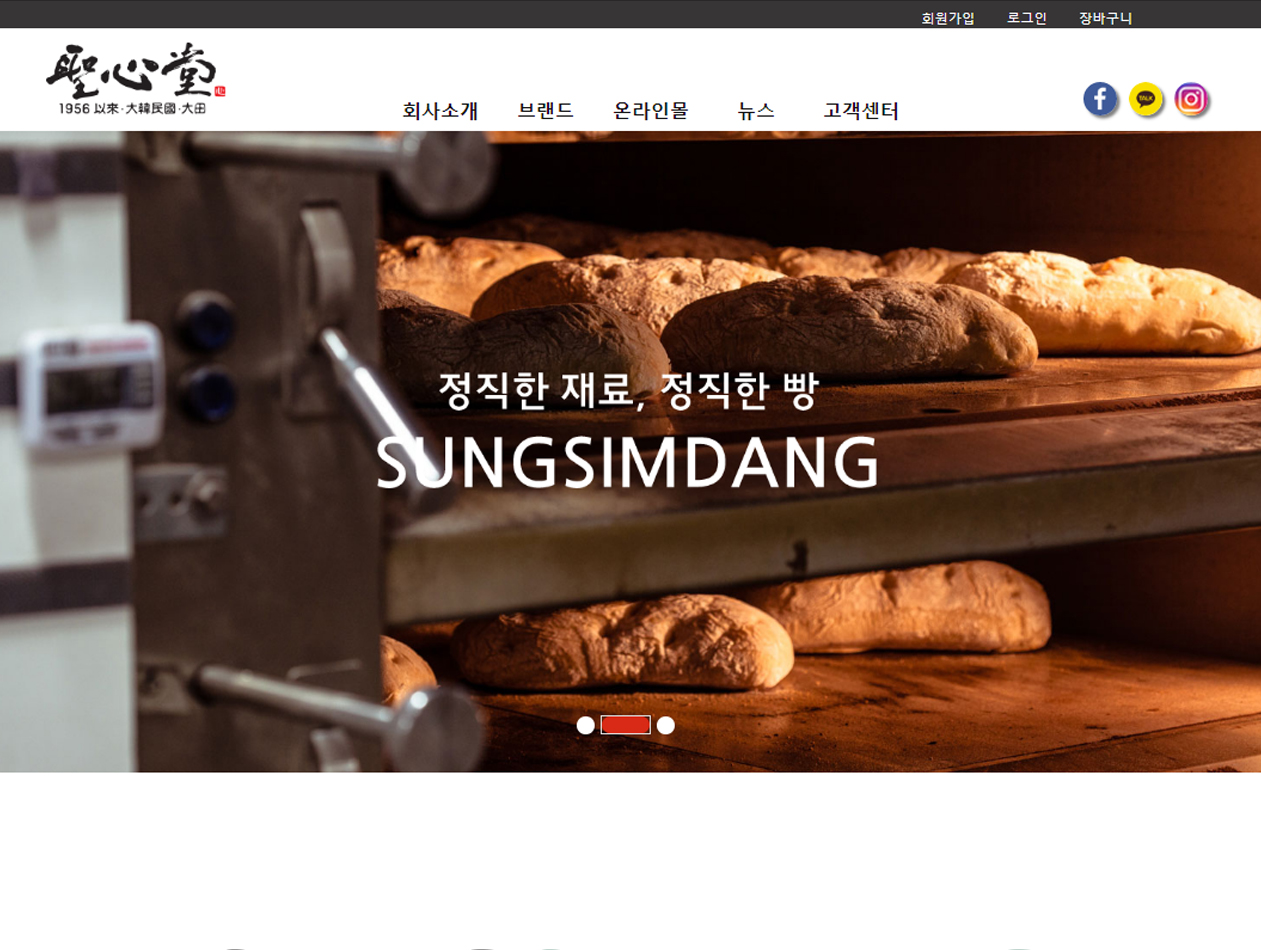 회원가입 로그인 장바구니
聖心堂
1956 以來·大韓民國·大田
회사소개 브랜드 온라인몰 뉴스 고객센터
TALK
정직한 재료, 정직한 빵
SUNGSIMDANG